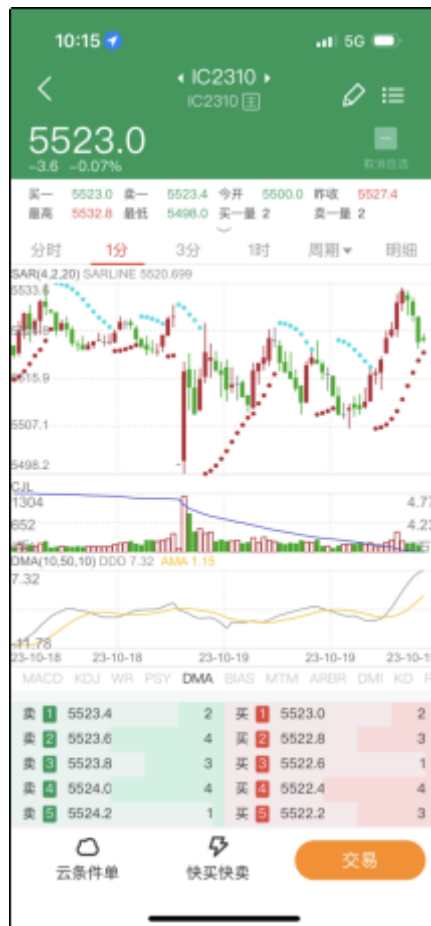 10:15
5G
IC2310
IC2310 主
5523.0
-3.6 -0.07%
取消自选
买一 5523.0 卖一 5523.4 今开 5500.0 昨收 5527.4
最高 5532.8 最低 5498.0 买一量 2 卖一量 2
分时 1分 3分 1时 周期 明细
SAR(4,2,20) SARLINE 5520.699
5533.6
5515.9
5507.1
5498.2
CJL
1304 4.77
652 4.23
DMA(10,50,10) DDD 7.32 AMA 1.15
7.32
-11.78
23-10-18 23-10-18 23-10-19 23-10-19
MACD KDJ WR PSY DMA BIAS MTM ARBR DMI KD
卖 1 5523.4 2 买 1 5523.0 2
卖 2 5523.6 4 买 2 5522.8 3
卖 3 5523.8 3 买 3 5522.6 1
卖 4 5524.0 4 买 4 5522.4 4
卖 5 5524.2 1 买 5 5522.2 3
云条件单 快买快卖 交易